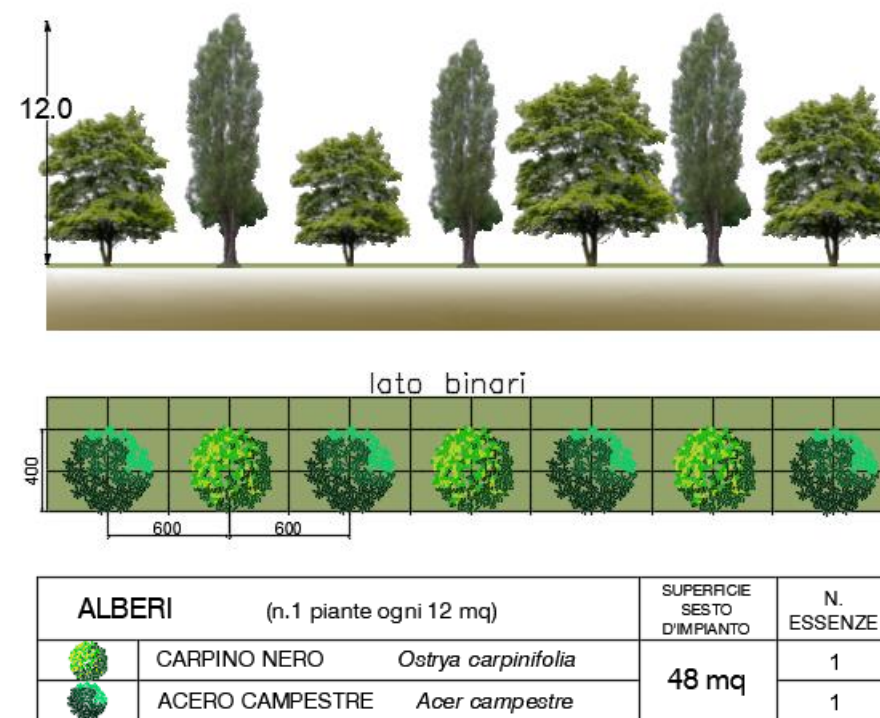 12.0
lato binari
400
600 600
ALBERI (n.1 piante ogni 12 mq) SUPERFICIE SESTO D'IMPIANTO N. ESSENZE
CARPINO NERO Ostrya carpinifolia 48 mq 1
ACERO CAMPESTRE Acer campestre 1